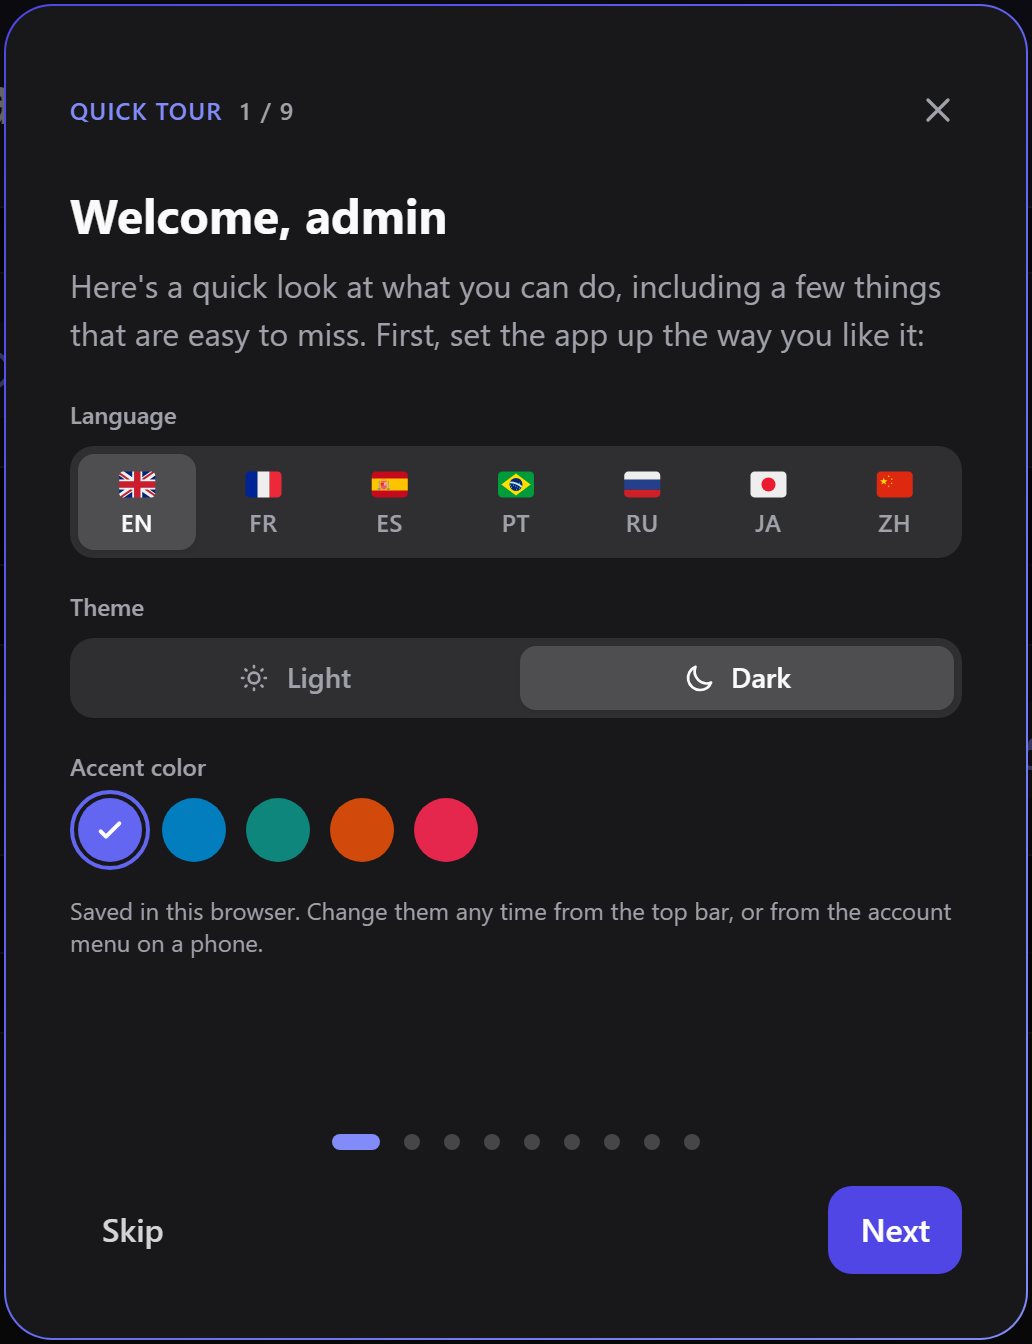 QUICK TOUR 1 / 9
Welcome, admin
Here's a quick look at what you can do, including a few things
that are easy to miss. First, set the app up the way you like it:
Language
EN FR ES PT RU JA ZH
Theme
Light Dark
Accent color
Saved in this browser. Change them any time from the top bar, or from the account
menu on a phone.
Skip Next